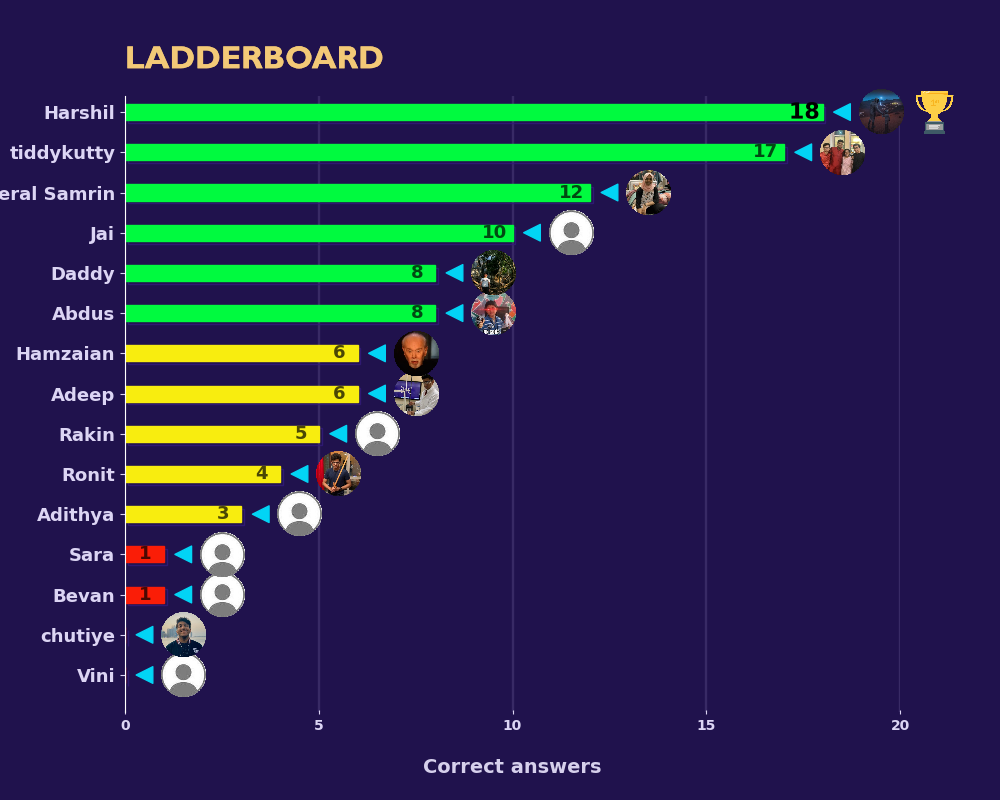 LADDERBOARD
Harshil 18
tiddykutty 17
eral Samrin 12
Jai 10
Daddy 8
Abdus 8
Hamzaian 6
Adeep 6
Rakin 5
Ronit 4
Adithya 3
Sara 1
Bevan 1
chutiye
Vini
0 5 10 15 20
Correct answers